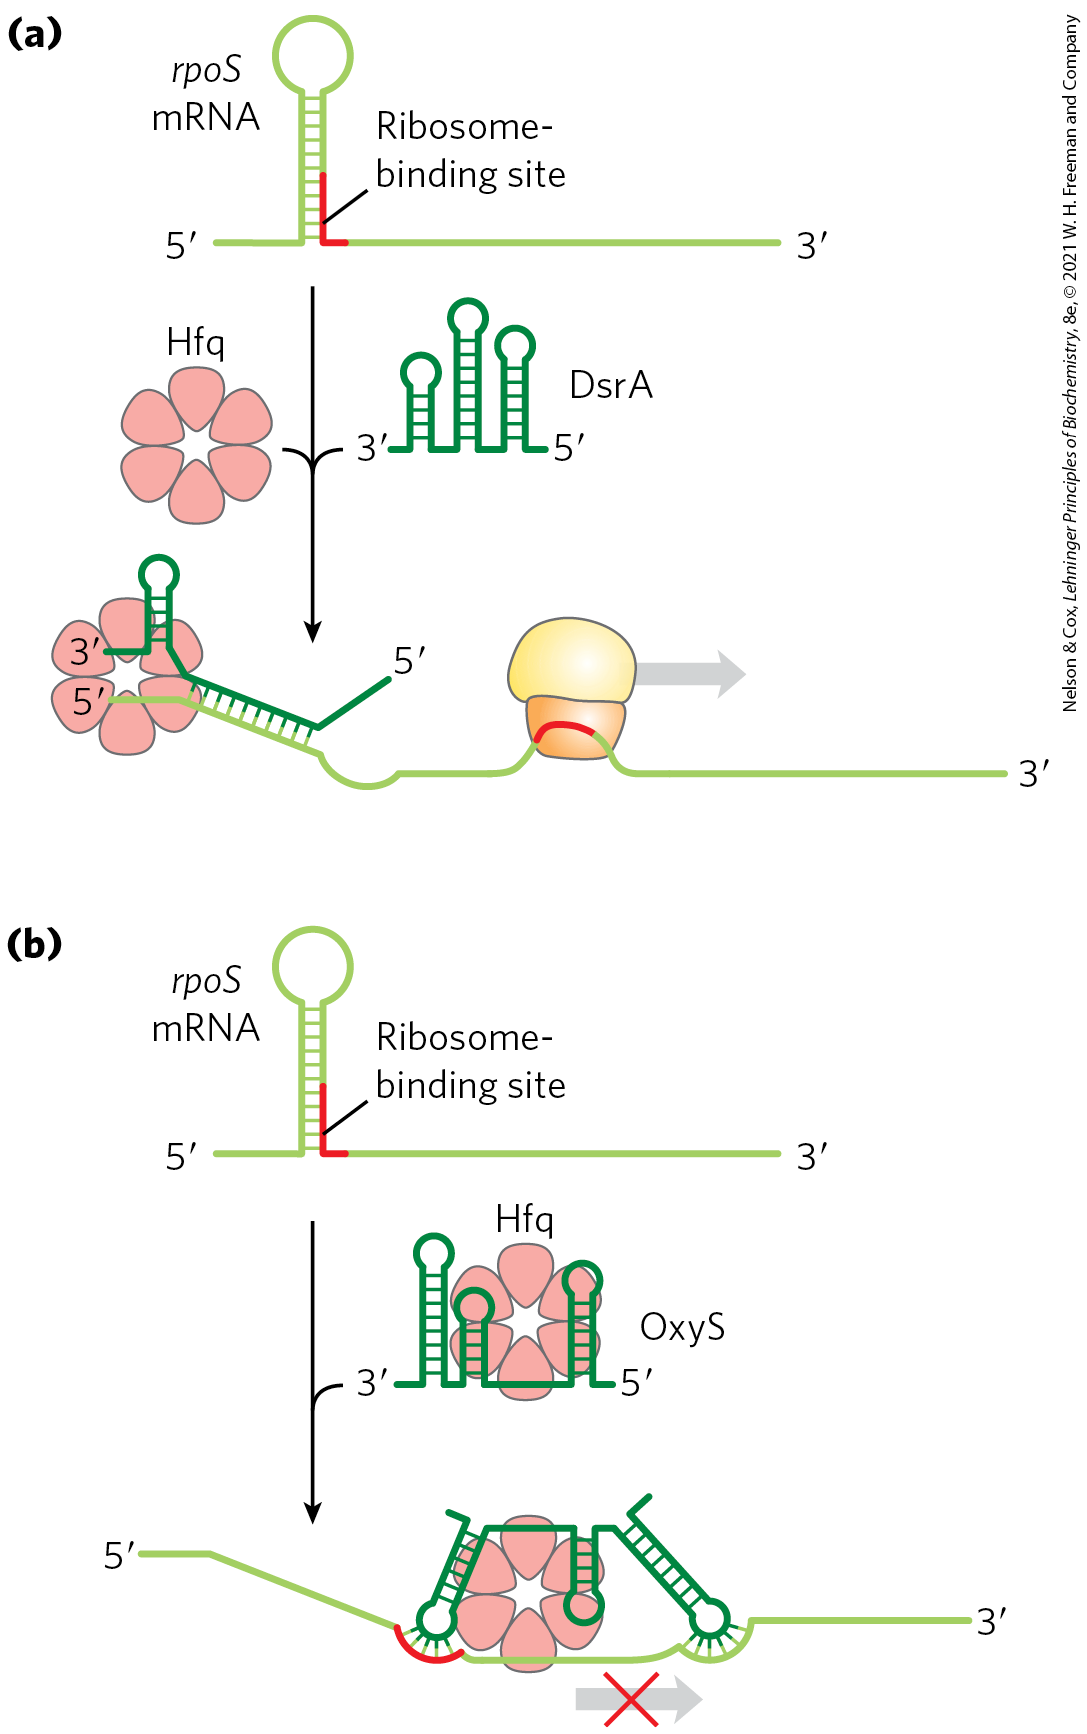 (a)
rpoS
mRNA
Ribosome-
binding site
5′
3′
Hfq
DsrA
3′
5′
3′
5′
5′
3′
(b)
rpoS
mRNA
Ribosome-
binding site
5′
3′
Hfq
OxyS
3′
5′
5′
3′
Nelson & Cox, Lehninger Principles of Biochemistry, 8e, © 2021 W. H. Freeman and Company